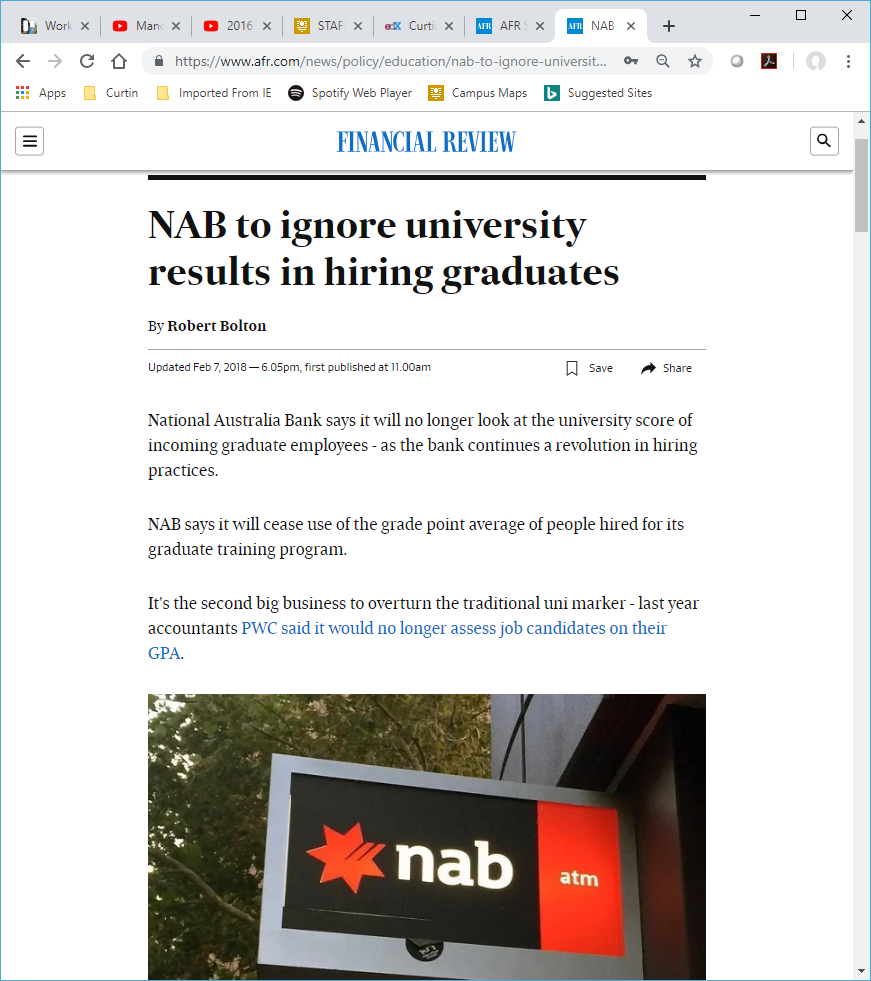 Work
Man
2016
STAF
Curti
AFR S
NAB
https://www.afr.com/news/policy/education/nab-to-ignore-universit...
Apps
Curtin
Imported From IE
Spotify Web Player
Campus Maps
Suggested Sites
FINANCIAL REVIEW
NAB to ignore university
results in hiring graduates
By Robert Bolton
Updated Feb 7, 2018 — 6.05pm, first published at 11.00am
Save
Share
National Australia Bank says it will no longer look at the university score of
incoming graduate employees - as the bank continues a revolution in hiring
practices.
NAB says it will cease use of the grade point average of people hired for its
graduate training program.
It's the second big business to overturn the traditional uni marker - last year
accountants PWC said it would no longer assess job candidates on their
GPA.
nab
atm